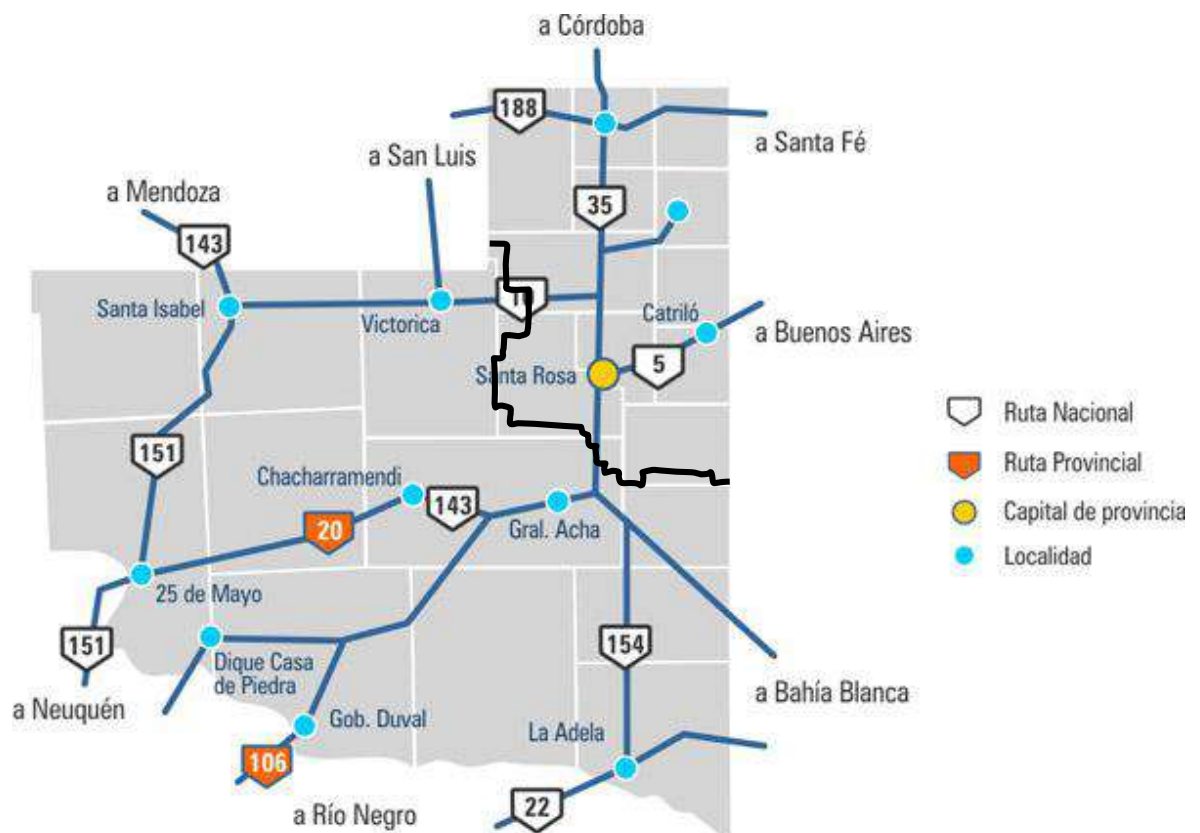 a Córdoba
188
a Santa Fé
a San Luis
a Mendoza
35
143
10
Santa Isabel
Victorica
Catriló
a Buenos Aires
5
Santa Rosa
Ruta Nacional
151
Ruta Provincial
Chacharramendi
143
20
Gral. Acha
Capital de provincia
Localidad
25 de Mayo
151
154
Dique Casa
de Piedra
a Neuquén
a Bahía Blanca
Gob. Duval
La Adela
106
a Río Negro
22